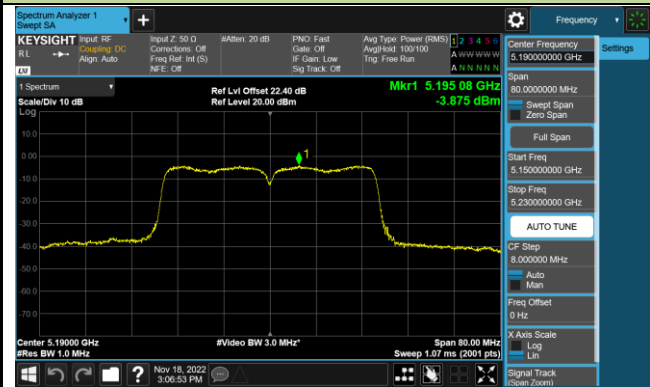 Spectrum Analyzer 1
Swept SA
Frequency
KEYSIGHT
RL
Input: RF
Coupling: DC
Align: Auto
Input Z: 50 Ω
Corrections: Off
Freq Ref: Int (S)
NFE: Off
#Atten: 20 dB
PNO: Fast
Gate: Off
IF Gain: Low
Sig Track: Off
Avg Type: Power (RMS)
Avg|Hold: 100/100
Trig: Free Run
1 2 3 4 5 6
A W W W W W
A N N N N N
1 Spectrum
Scale/Div 10 dB
Log
Ref Lvl Offset 22.40 dB
Ref Level 20.00 dBm
Mkr1 5.195 08 GHz
-3.875 dBm
10.0
0.00
-10.0
-20.0
-30.0
-40.0
-50.0
-60.0
-70.0
1
Center 5.19000 GHz
#Res BW 1.0 MHz
#Video BW 3.0 MHz*
Span 80.00 MHz
Sweep 1.07 ms (2001 pts)
Nov 18, 2022
3:06:53 PM
Center Frequency
5.190000000 GHz
Settings
Span
80.0000000 MHz
Swept Span
Zero Span
Full Span
Start Freq
5.150000000 GHz
Stop Freq
5.230000000 GHz
AUTO TUNE
CF Step
8.000000 MHz
Auto
Man
Freq Offset
0 Hz
X Axis Scale
Log
Lin
Signal Track
(Span Zoom)